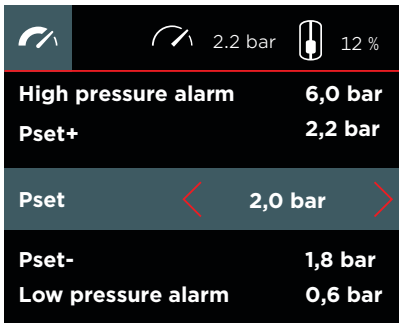 2.2 bar 12 %
High pressure alarm 6,0 bar
Pset+ 2,2 bar
Pset 2,0 bar
Pset- 1,8 bar
Low pressure alarm 0,6 bar